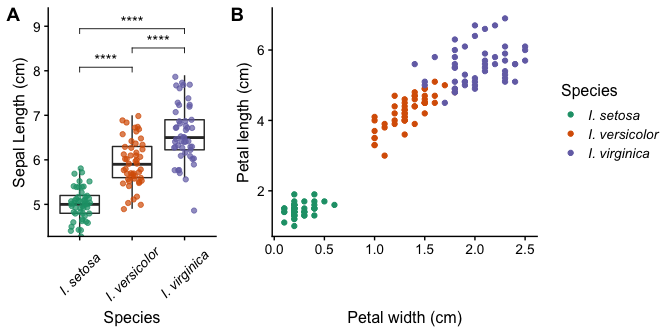 A
B
Sepal Length (cm)
9
8
7
6
5
****
****
****
I. setosa
I. versicolor
I. virginica
Species
Petal length (cm)
6
4
2
0.0
0.5
1.0
1.5
2.0
2.5
Petal width (cm)
Species
I. setosa
I. versicolor
I. virginica